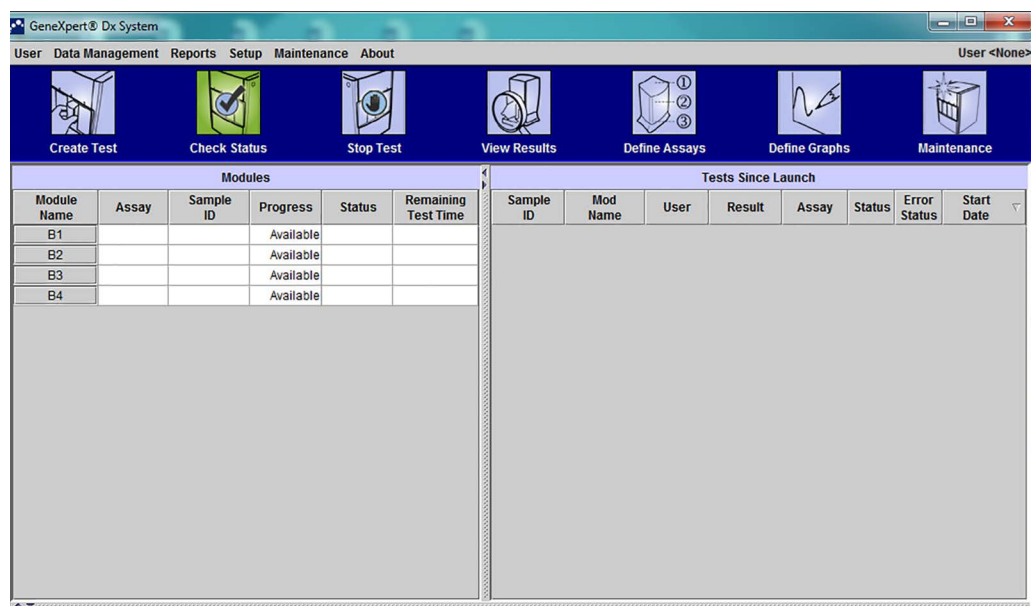 GeneXpert® Dx System
User Data Management Reports Setup Maintenance About User <None>
① ② ③
Create Test Check Status Stop Test View Results Define Assays Define Graphs Maintenance
Modules
Module Name Assay Sample ID Progress Status Remaining Test Time
B1 Available
B2 Available
B3 Available
B4 Available
Tests Since Launch
Sample ID Mod Name User Result Assay Status Error Status Start Date